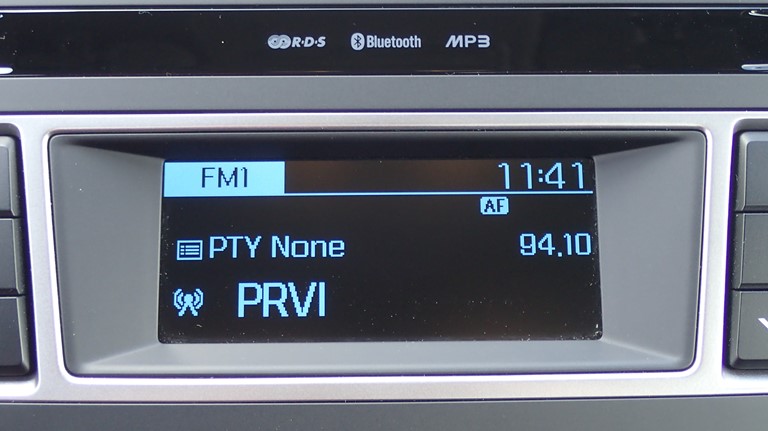 R·D·S Bluetooth MP3
FM1 11:41
AF
PTY None 94.10
PRVI